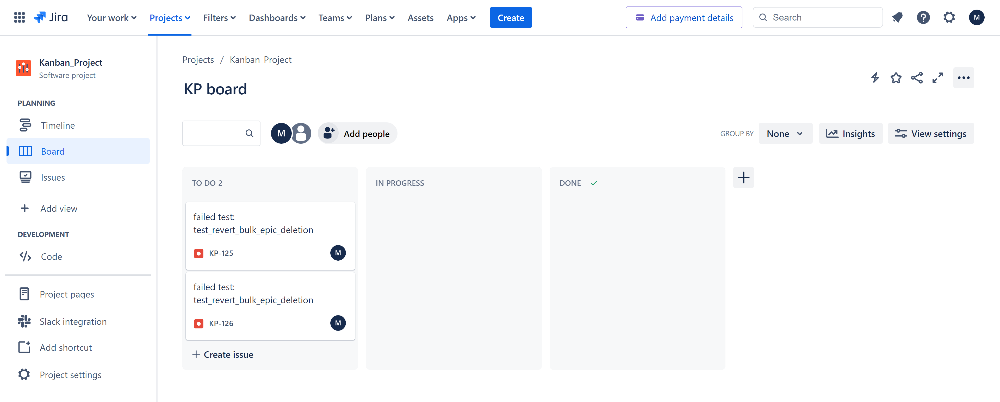 Jira
Your work
Projects
Filters
Dashboards
Teams
Plans
Assets
Apps
Create
Add payment details
Search
M
Kanban_Project
Software project
PLANNING
Timeline
Board
Issues
Add view
DEVELOPMENT
Code
Project pages
Slack integration
Add shortcut
Project settings
Projects / Kanban_Project
KP board
M
Add people
GROUP BY
None
Insights
View settings
TO DO 2
failed test:
test_revert_bulk_epic_deletion
KP-125
M
failed test:
test_revert_bulk_epic_deletion
KP-126
M
Create issue
IN PROGRESS
DONE